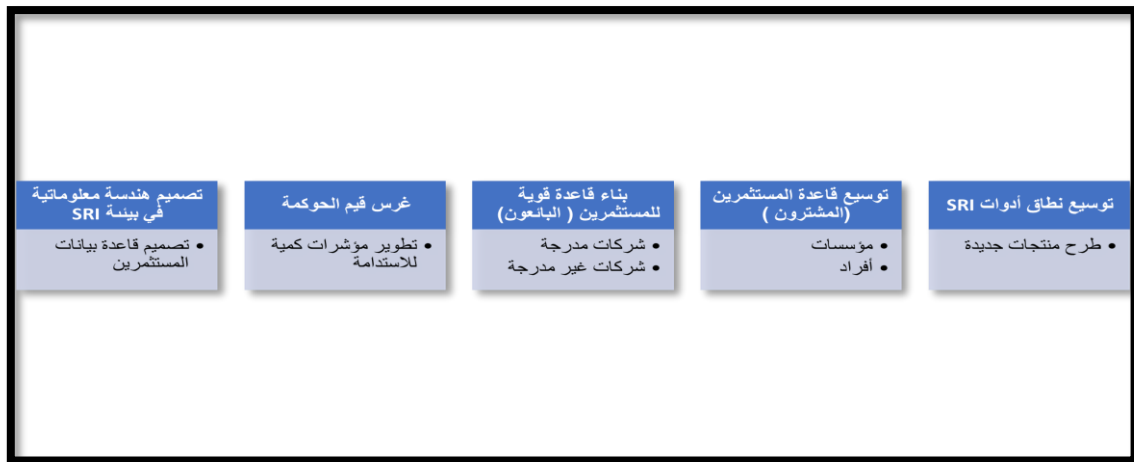 توسيع نطاق أدوات SRI
• طرح منتجات جديدة
توسيع قاعدة المستثمرين
(المشترون )
• مؤسسات
• أفراد
بناء قاعدة قوية
للمستثمرين ( البائعون)
• شركات مدرجة
• شركات غير مدرجة
غرس قيم الحوكمة
• تطوير مؤشرات كمية
للاستدامة
تصميم هندسة معلوماتية
في بيئة SRI
• تصميم قاعدة بيانات
المستثمرين